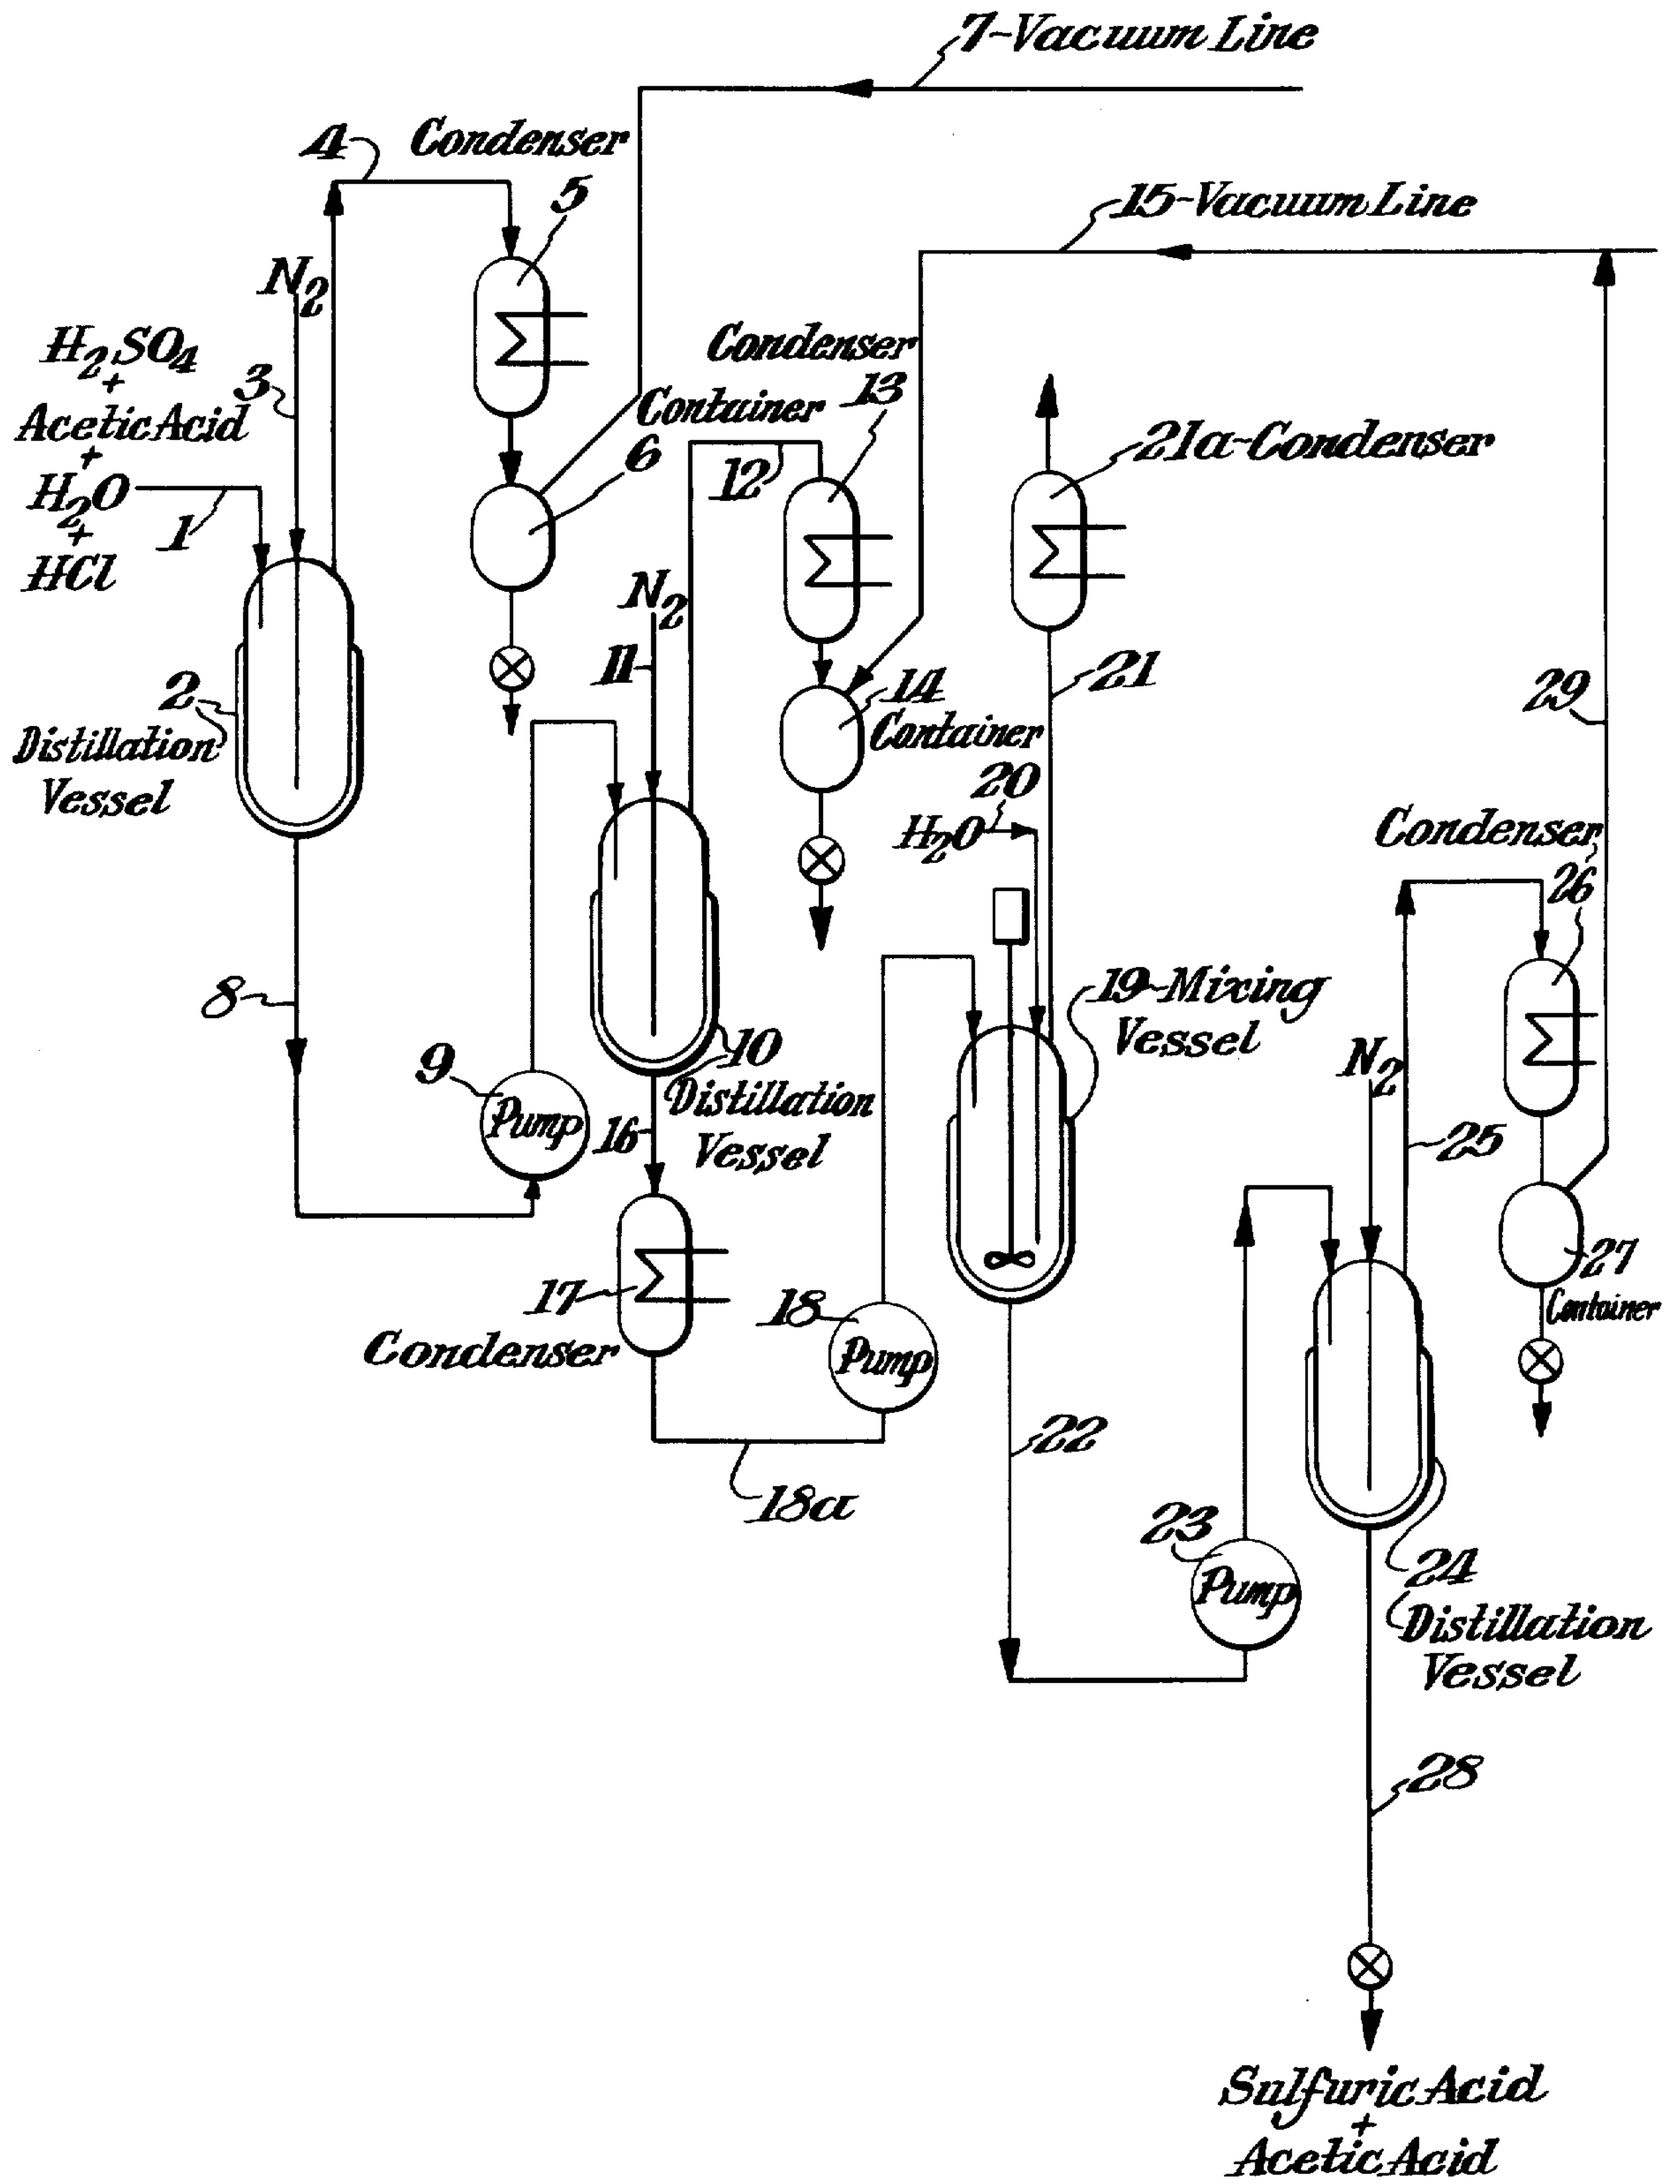 7-Vacuum Line
4
Condenser
5
15-Vacuum Line
N2
H2SO4
+
Acetic Acid
+
H2O
+
HCl
3
1
Condenser
13
Container
6
12
21a-Condenser
N2
11
2
Distillation
Vessel
14
Container
21
29
20
H2O
Condenser
26
8
9
Pump
10
Distillation
Vessel
16
19-Mixing
Vessel
N2
25
17
Condenser
18
Pump
27
Container
18a
22
23
Pump
24
Distillation
Vessel
28
Sulfuric Acid
+
Acetic Acid